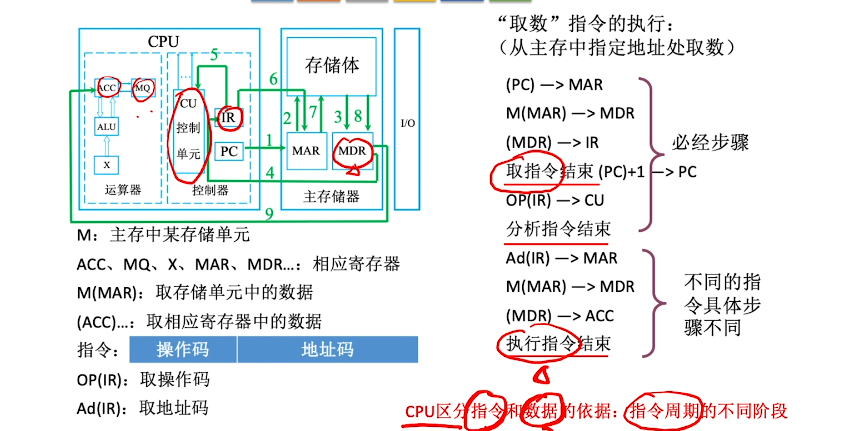 CPU
ACC
MQ
ALU
X
运算器
...
CU
控制
单元
IR
PC
控制器
存储体
MAR
MDR
主存储器
I/O
5
6
2
7
3
8
1
4
9
M：主存中某存储单元
ACC、MQ、X、MAR、MDR…：相应寄存器
M(MAR)：取存储单元中的数据
(ACC)…：取相应寄存器中的数据
指令： 操作码 地址码
OP(IR)：取操作码
Ad(IR)：取地址码
“取数”指令的执行：
（从主存中指定地址处取数）
(PC) —> MAR
M(MAR) —> MDR
(MDR) —> IR
取指令结束 (PC)+1 —> PC
OP(IR) —> CU
分析指令结束
必经步骤
Ad(IR) —> MAR
M(MAR) —> MDR
(MDR) —> ACC
执行指令结束
不同的指
令具体步
骤不同
CPU区分指令和数据的依据：指令周期的不同阶段